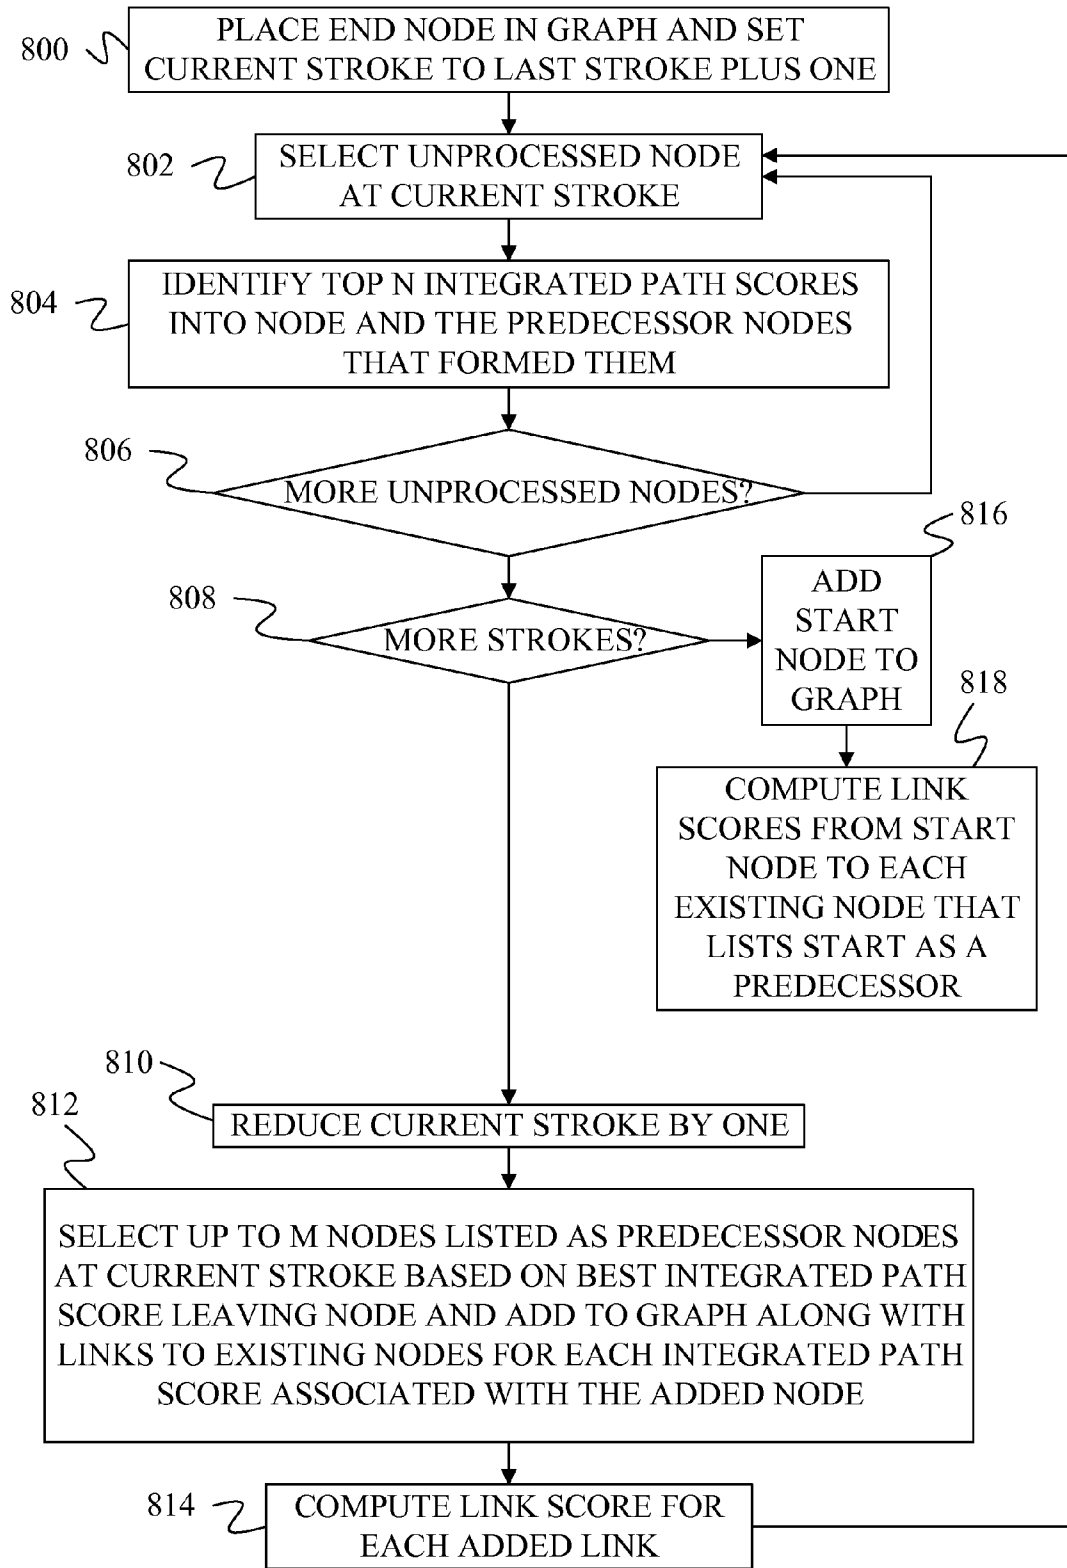 800
PLACE END NODE IN GRAPH AND SET
CURRENT STROKE TO LAST STROKE PLUS ONE
802
SELECT UNPROCESSED NODE
AT CURRENT STROKE
804
IDENTIFY TOP N INTEGRATED PATH SCORES
INTO NODE AND THE PREDECESSOR NODES
THAT FORMED THEM
806
MORE UNPROCESSED NODES?
808
MORE STROKES?
816
ADD
START
NODE TO
GRAPH
818
COMPUTE LINK
SCORES FROM START
NODE TO EACH
EXISTING NODE THAT
LISTS START AS A
PREDECESSOR
810
REDUCE CURRENT STROKE BY ONE
812
SELECT UP TO M NODES LISTED AS PREDECESSOR NODES
AT CURRENT STROKE BASED ON BEST INTEGRATED PATH
SCORE LEAVING NODE AND ADD TO GRAPH ALONG WITH
LINKS TO EXISTING NODES FOR EACH INTEGRATED PATH
SCORE ASSOCIATED WITH THE ADDED NODE
814
COMPUTE LINK SCORE FOR
EACH ADDED LINK